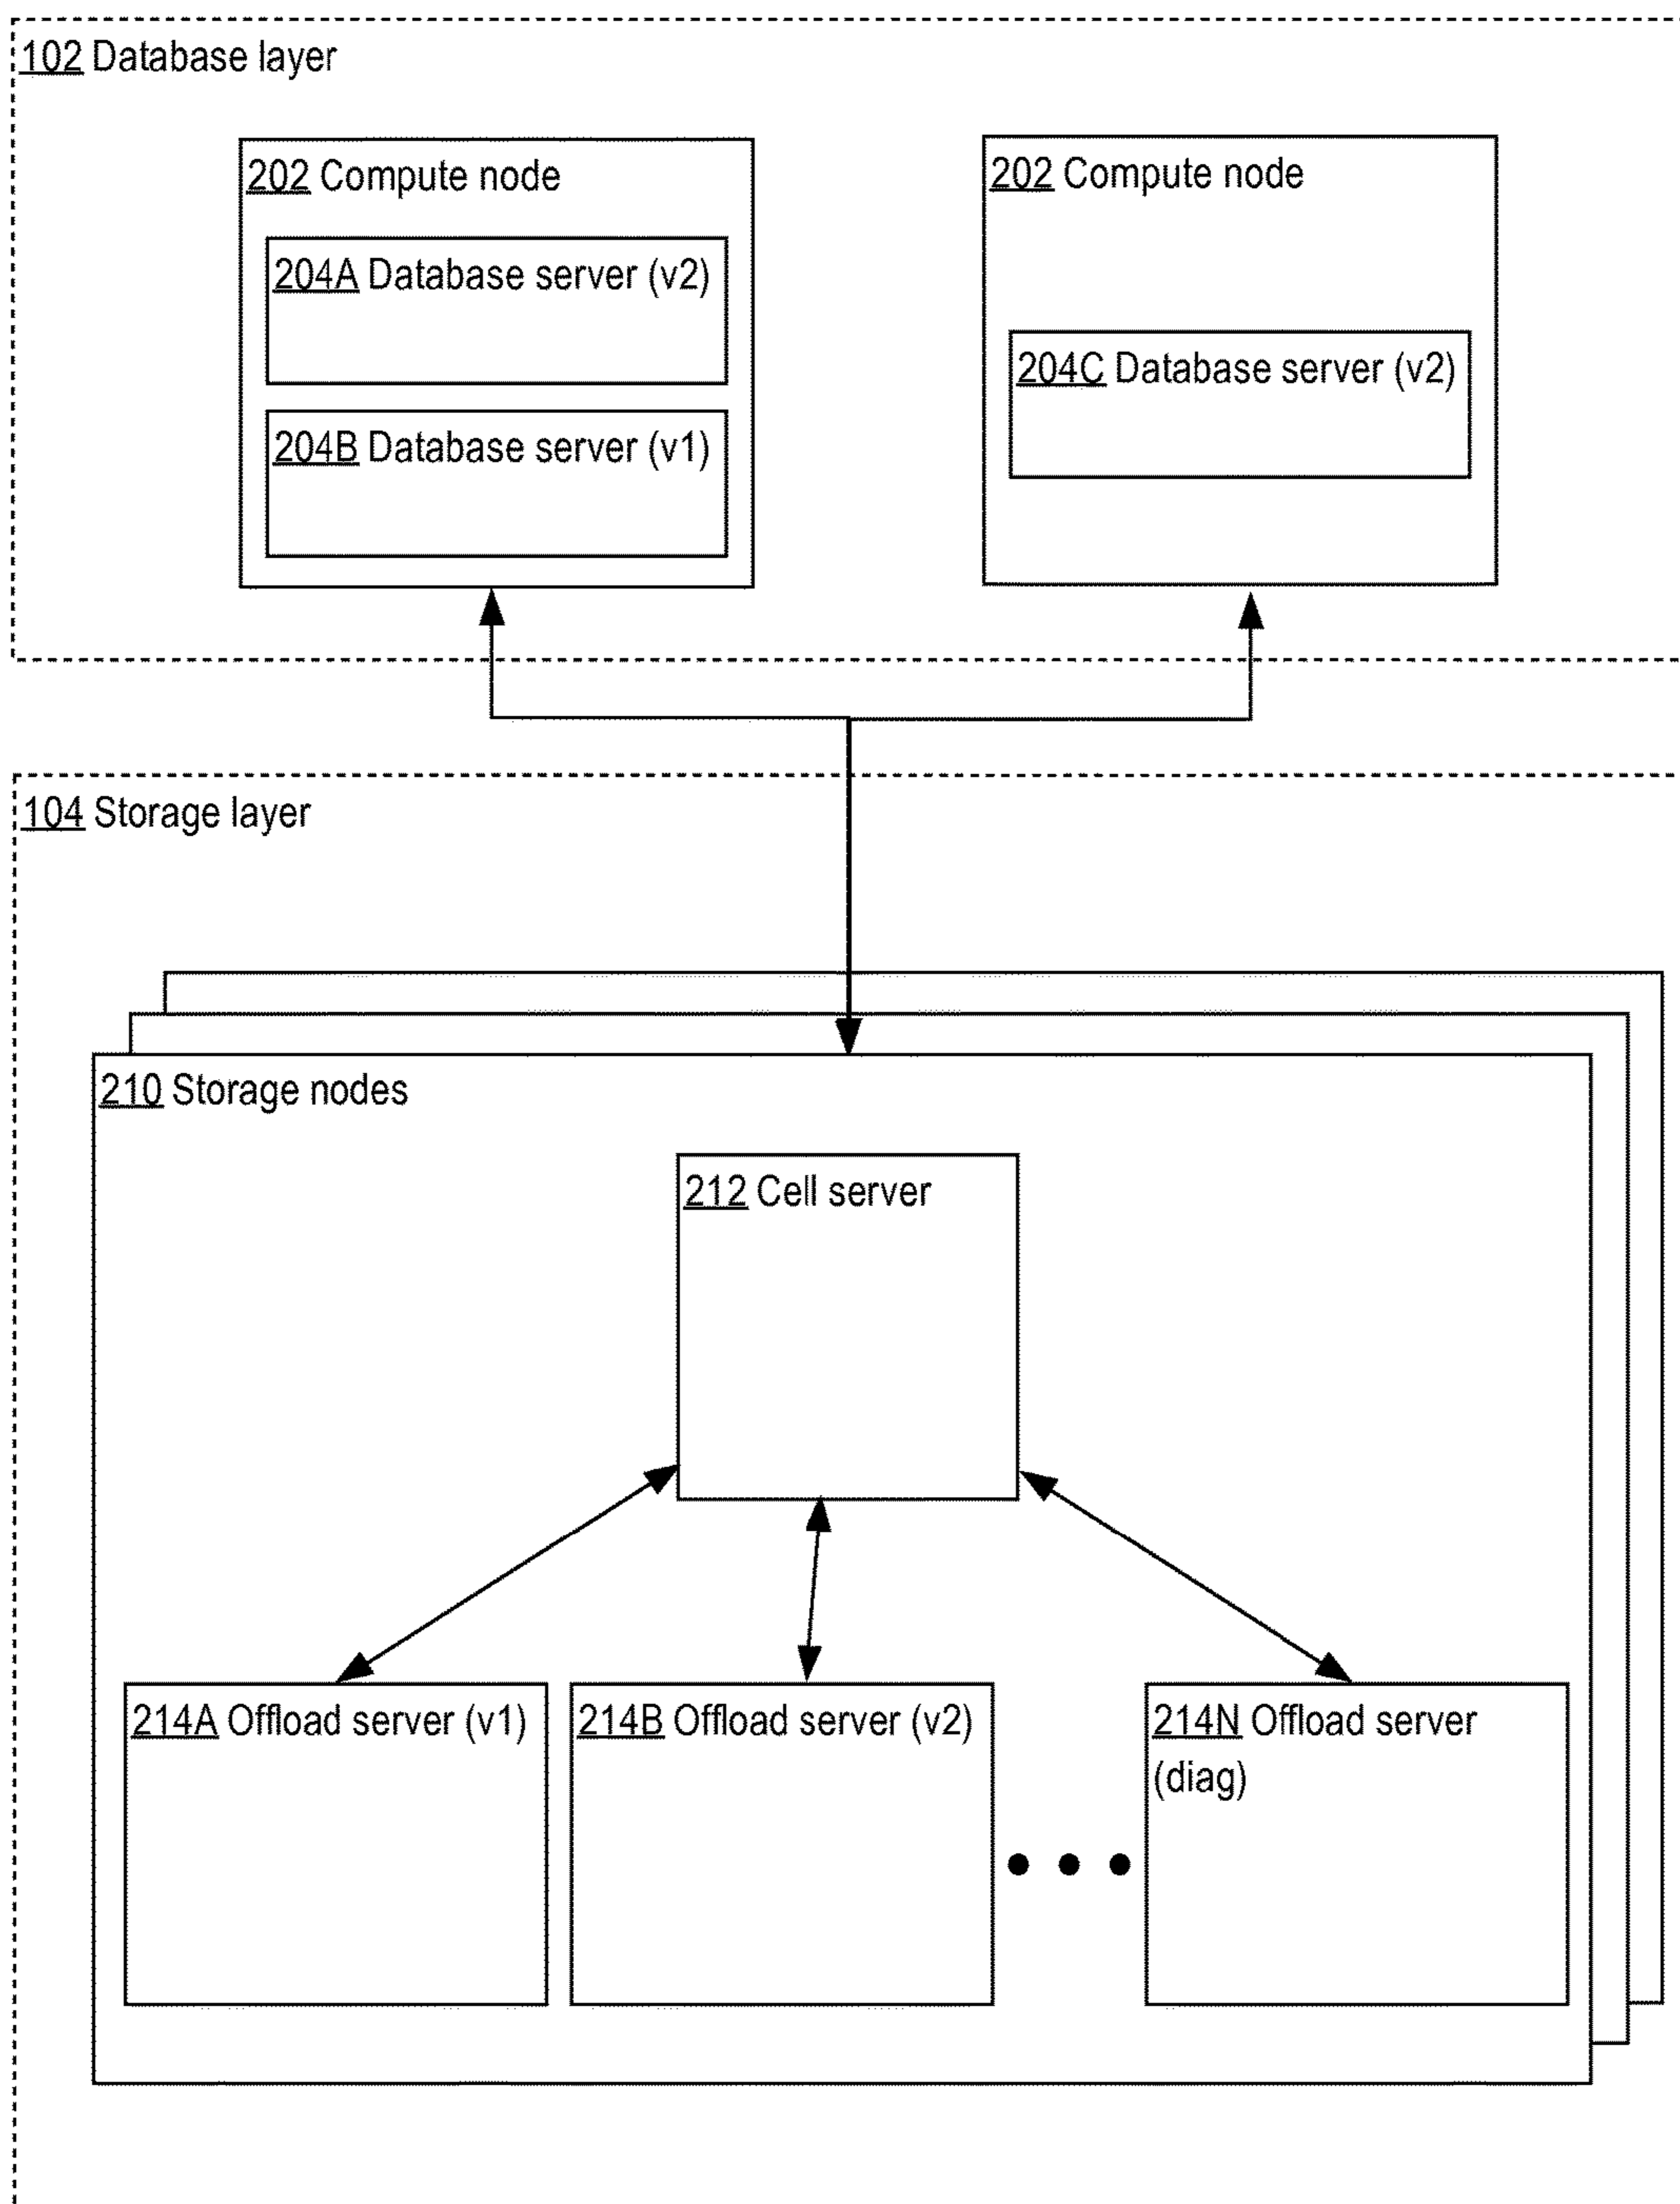 102 Database layer
202 Compute node
204A Database server (v2)
204B Database server (v1)
202 Compute node
204C Database server (v2)
104 Storage layer
210 Storage nodes
212 Cell server
214A Offload server (v1)
214B Offload server (v2)
214N Offload server
(diag)